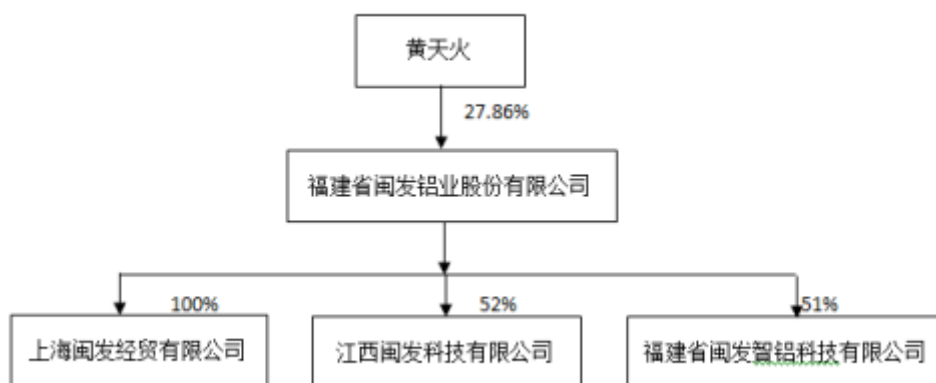 黄天火
27.86%
福建省闽发铝业股份有限公司
100%
52%
51%
上海闽发经贸有限公司
江西闽发科技有限公司
福建省闽发智铝科技有限公司